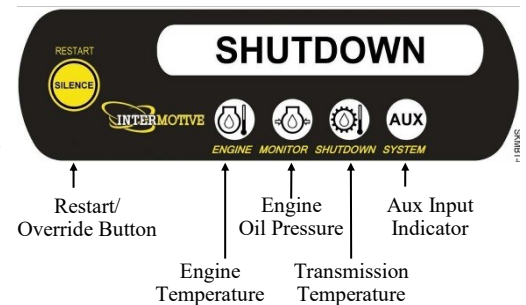 RESTART
SILENCE
SHUTDOWN
INTERMOTIVE
AUX
ENGINE MONITOR SHUTDOWN SYSTEM
Restart/
Override Button
Engine
Oil Pressure
Aux Input
Indicator
Engine
Temperature
Transmission
Temperature